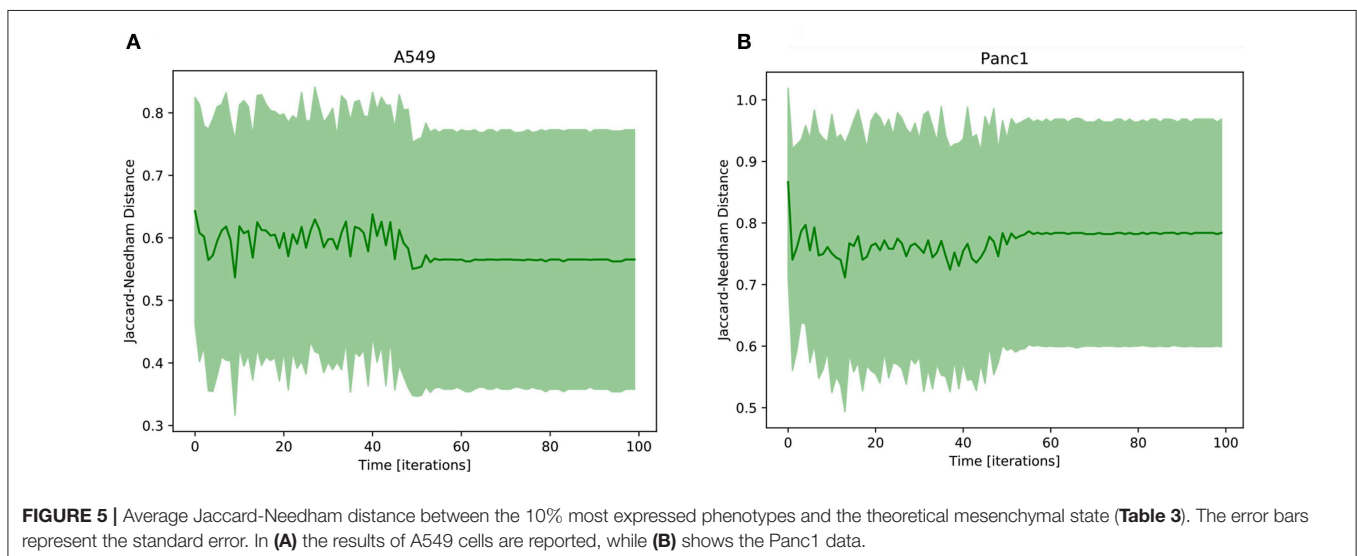 A
A549
0.8
0.7
0.6
0.5
0.4
0.3
Jaccard-Needham Distance
0 20 40 60 80 100
Time [iterations]
B
Panc1
1.0
0.9
0.8
0.7
0.6
0.5
Jaccard-Needham Distance
0 20 40 60 80 100
Time [iterations]
FIGURE 5 | Average Jaccard-Needham distance between the 10% most expressed phenotypes and the theoretical mesenchymal state (Table 3). The error bars
represent the standard error. In (A) the results of A549 cells are reported, while (B) shows the Panc1 data.